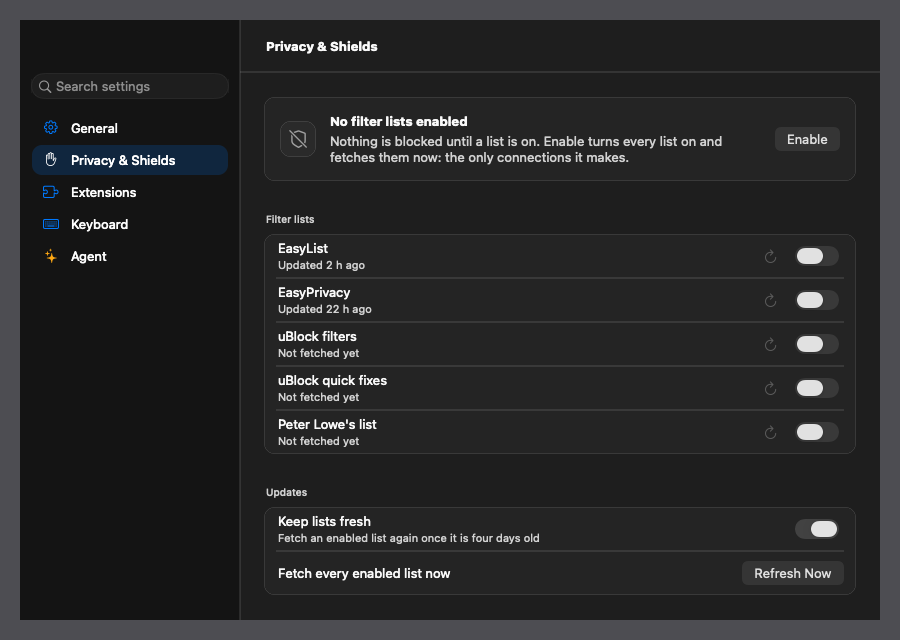 Privacy & Shields
Search settings
General
Privacy & Shields
Extensions
Keyboard
Agent
No filter lists enabled
Nothing is blocked until a list is on. Enable turns every list on and
fetches them now: the only connections it makes.
Enable
Filter lists
EasyList
Updated 2 h ago
EasyPrivacy
Updated 22 h ago
uBlock filters
Not fetched yet
uBlock quick fixes
Not fetched yet
Peter Lowe's list
Not fetched yet
Updates
Keep lists fresh
Fetch an enabled list again once it is four days old
Fetch every enabled list now
Refresh Now